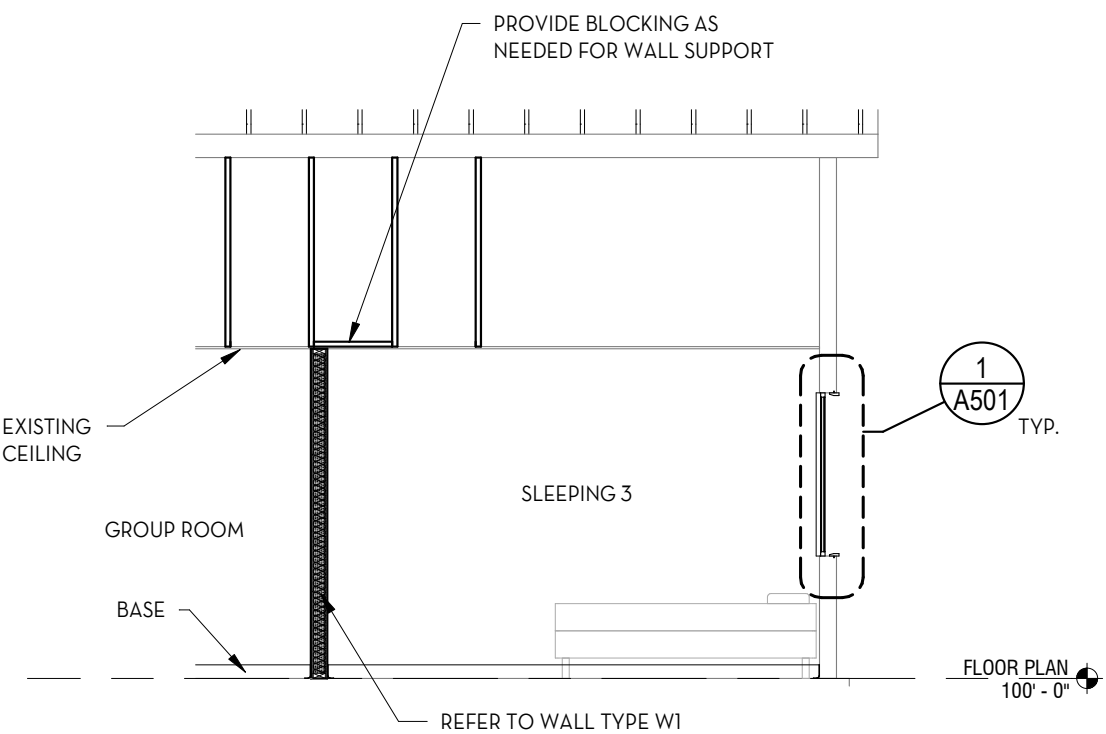 PROVIDE BLOCKING AS
NEEDED FOR WALL SUPPORT
1
A501
TYP.
EXISTING
CEILING
SLEEPING 3
GROUP ROOM
BASE
FLOOR PLAN
100' - 0"
REFER TO WALL TYPE W1